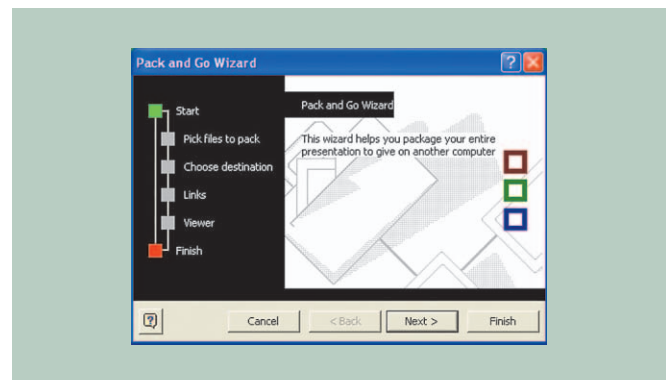 Pack and Go Wizard
Start
Pick files to pack
Choose destination
Links
Viewer
Finish
Pack and Go Wizard
This wizard helps you package your entire
presentation to give on another computer
Cancel
< Back
Next >
Finish